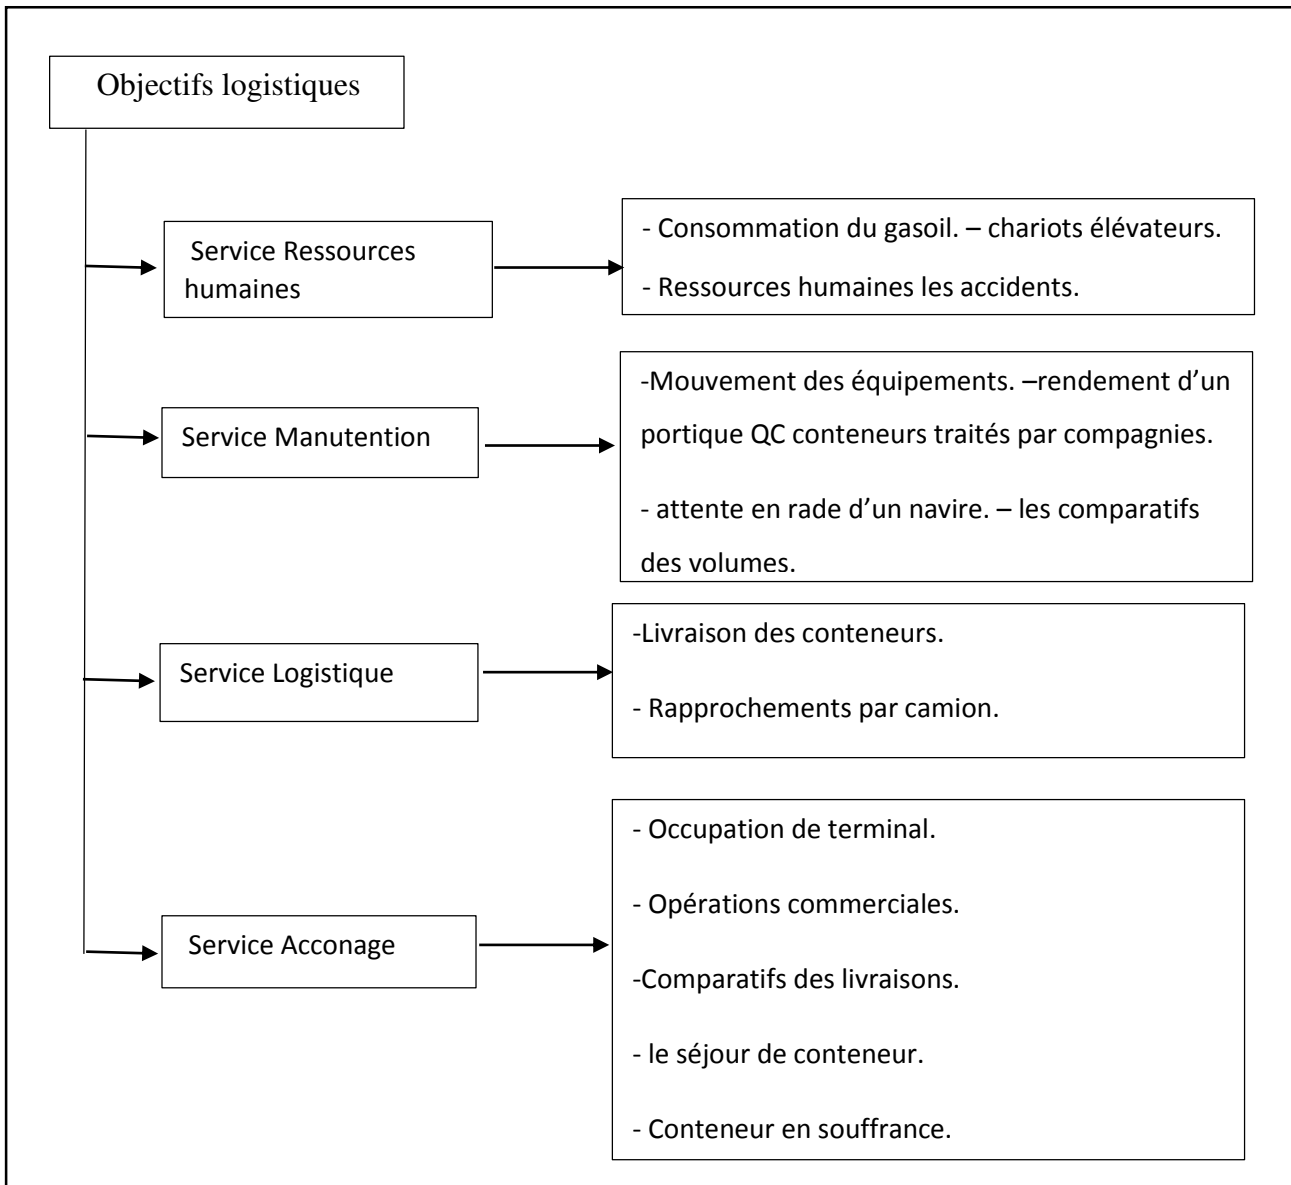 Objectifs logistiques
Service Ressources
humaines
- Consommation du gasoil. – chariots élévateurs.
- Ressources humaines les accidents.
Service Manutention
-Mouvement des équipements. –rendement d’un
portique QC conteneurs traités par compagnies.
- attente en rade d’un navire. – les comparatifs
des volumes.
Service Logistique
-Livraison des conteneurs.
- Rapprochements par camion.
Service Acconage
- Occupation de terminal.
- Opérations commerciales.
-Comparatifs des livraisons.
- le séjour de conteneur.
- Conteneur en souffrance.